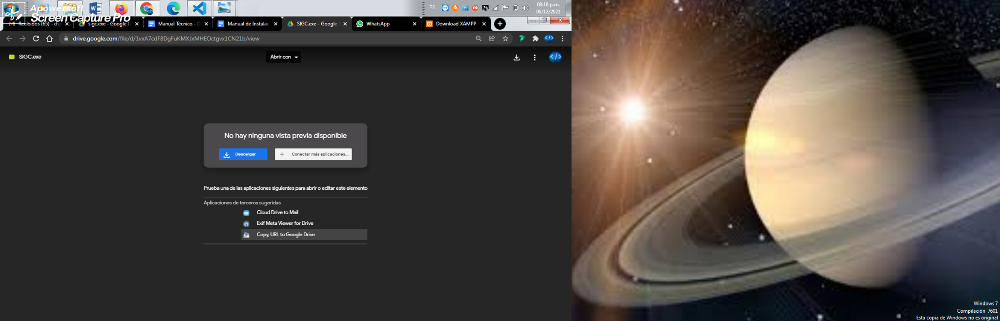 Apowersoft
Screen Capture Pro
ES
08:18 p.m.
06/12/2021
Recibidos (65) - ds
sigc.exe - Google D
Manual Técnico - D
Manual de Instalac
SIGC.exe - Google
WhatsApp
Download XAMPP
drive.google.com/file/d/1vxA7cdF8DgFuKMXJxMHEOctgvx1CN21b/view
SIGC.exe
Abrir con
No hay ninguna vista previa disponible
Descargar
Conectar más aplicaciones...
Prueba una de las aplicaciones siguientes para abrir o editar este elemento
Aplicaciones de terceros sugeridas
Cloud Drive to Mail
Exif Meta Viewer for Drive
Copy, URL to Google Drive
Windows 7
Compilación 7601
Esta copia de Windows no es original